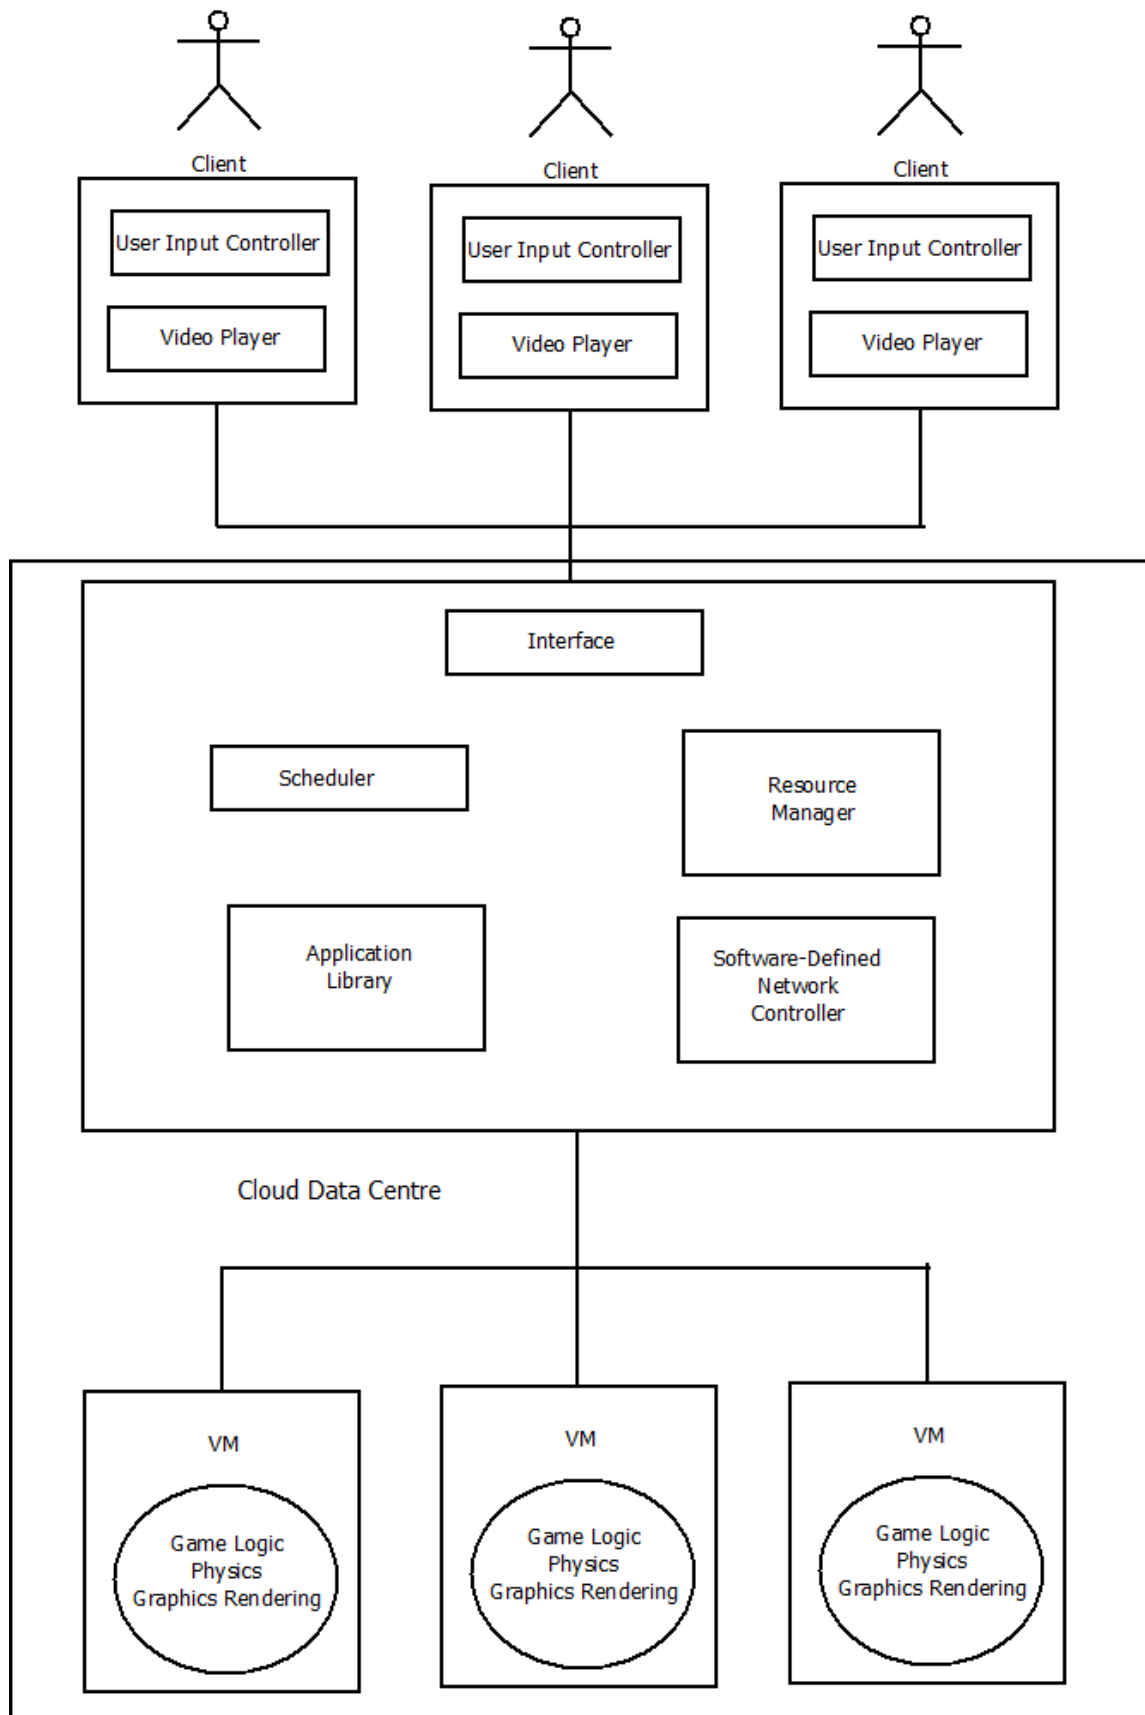 Client
Client
Client
User Input Controller
User Input Controller
User Input Controller
Video Player
Video Player
Video Player
Interface
Scheduler
Resource
Manager
Application
Library
Software-Defined
Network
Controller
Cloud Data Centre
VM
VM
VM
Game Logic
Physics
Graphics Rendering
Game Logic
Physics
Graphics Rendering
Game Logic
Physics
Graphics Rendering